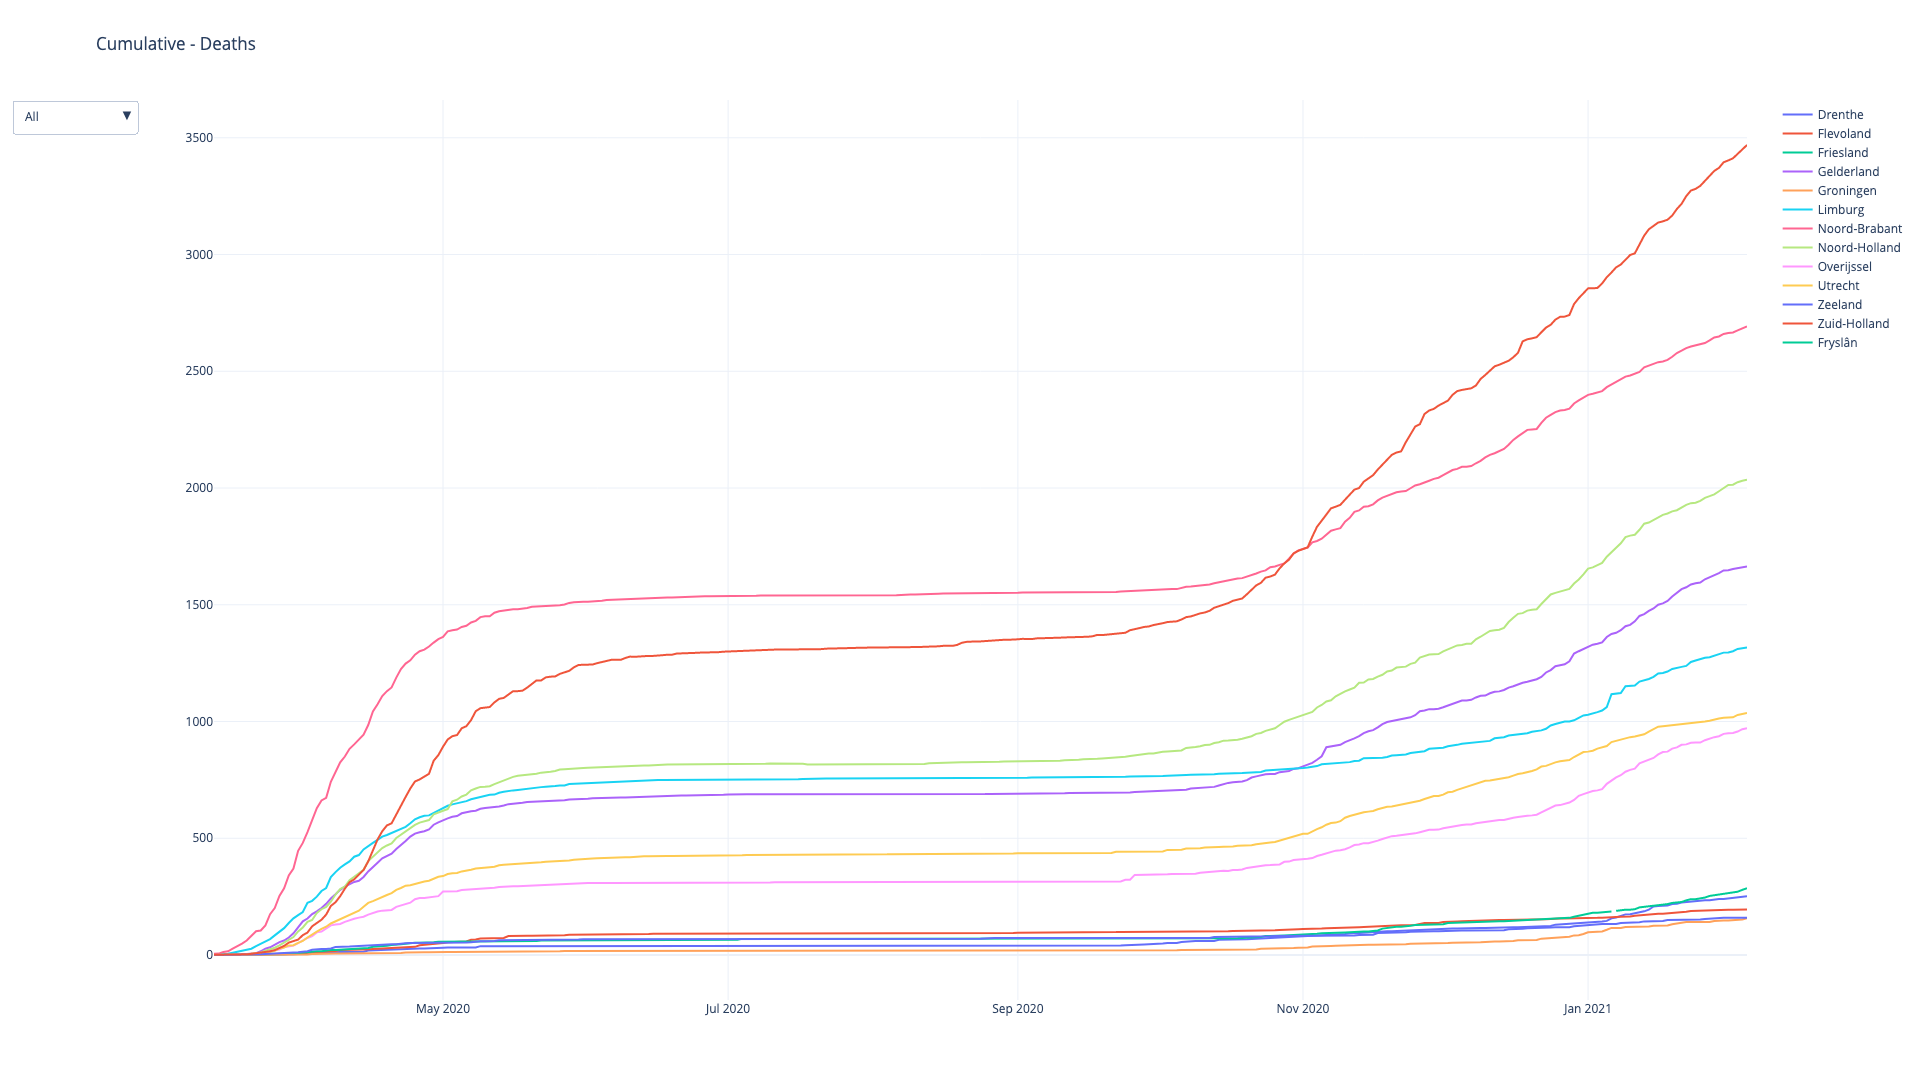 Cumulative - Deaths
All ▼
3500
3000
2500
2000
1500
1000
500
0
May 2020
Jul 2020
Sep 2020
Nov 2020
Jan 2021
Drenthe
Flevoland
Friesland
Gelderland
Groningen
Limburg
Noord-Brabant
Noord-Holland
Overijssel
Utrecht
Zeeland
Zuid-Holland
Fryslân